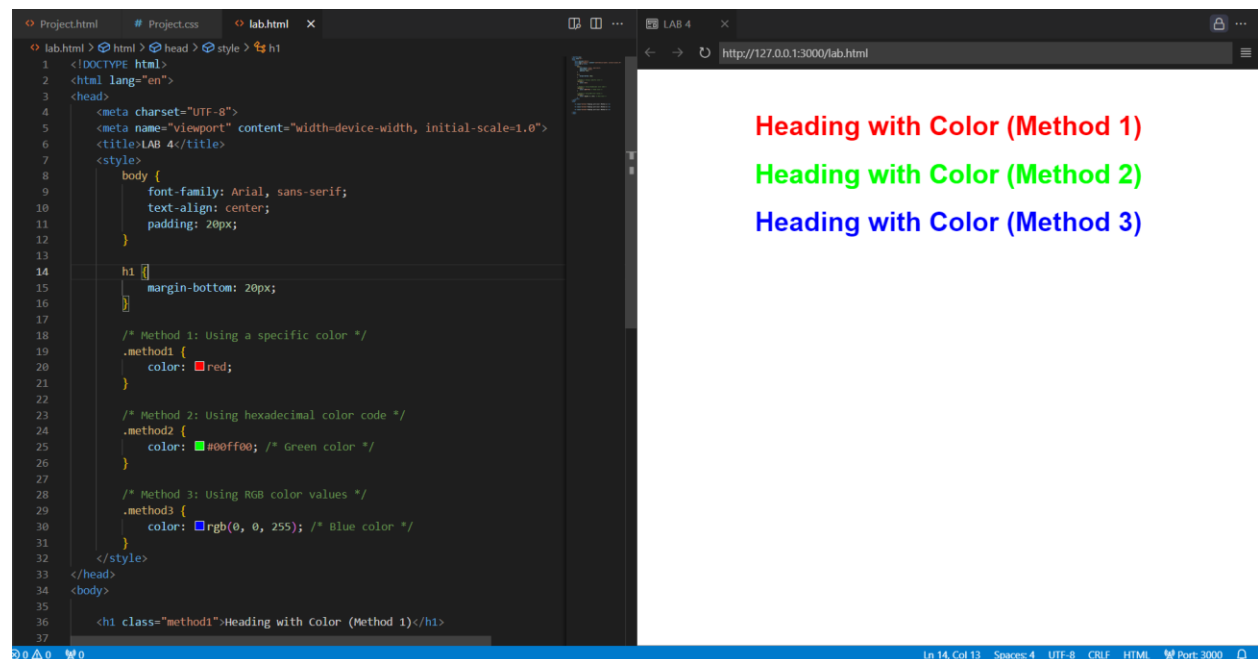 Project.html # Project.css lab.html ×
lab.html > html > head > style > h1
1 <!DOCTYPE html>
2 <html lang="en">
3 <head>
4 <meta charset="UTF-8">
5 <meta name="viewport" content="width=device-width, initial-scale=1.0">
6 <title>LAB 4</title>
7 <style>
8 body {
9 font-family: Arial, sans-serif;
10 text-align: center;
11 padding: 20px;
12 }
13
14 h1 {
15 margin-bottom: 20px;
16 }
17
18 /* Method 1: Using a specific color */
19 .method1 {
20 color: red;
21 }
22
23 /* Method 2: Using hexadecimal color code */
24 .method2 {
25 color: #00ff00; /* Green color */
26 }
27
28 /* Method 3: Using RGB color values */
29 .method3 {
30 color: rgb(0, 0, 255); /* Blue color */
31 }
32 </style>
33 </head>
34 <body>
35
36 <h1 class="method1">Heading with Color (Method 1)</h1>
37
LAB 4 ×
http://127.0.0.1:3000/lab.html
Heading with Color (Method 1)
Heading with Color (Method 2)
Heading with Color (Method 3)
0 0 0 Ln 14, Col 13 Spaces: 4 UTF-8 CRLF HTML Port: 3000